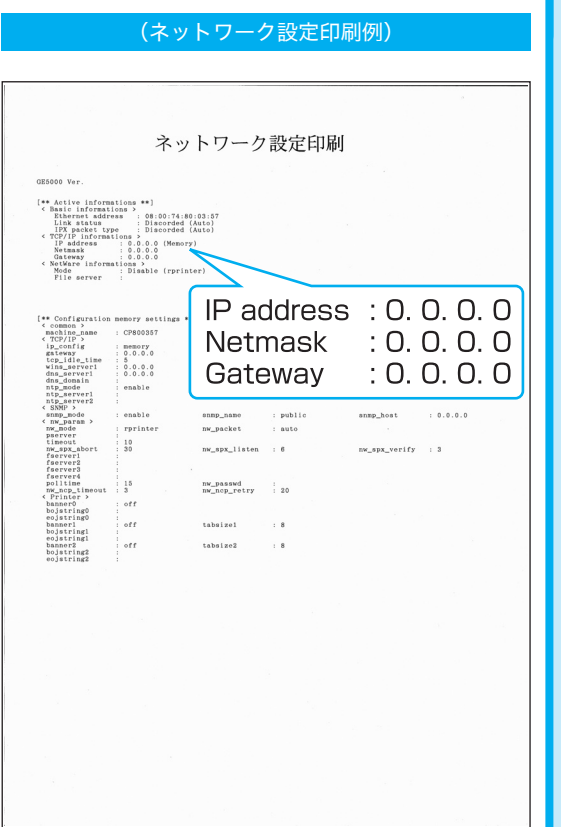 （ネットワーク設定印刷例）
ネットワーク設定印刷
GE5000 Ver.
[** Active informations **]
< Basic informations >
Ethernet address : 08:00:74:80:03:57
Link status : Discorded (Auto)
IPX packet type : Discorded (Auto)
< TCP/IP informations >
IP address : 0.0.0.0 (Memory)
Netmask : 0.0.0.0
Gateway : 0.0.0.0
< NetWare informations >
Mode : Disable (rprinter)
File server :
IP address : 0. 0. 0. 0
Netmask : 0. 0. 0. 0
Gateway : 0. 0. 0. 0
[** Configuration memory settings *
< common >
machine_name : CP800357
< TCP/IP >
ip_config : memory
gateway : 0.0.0.0
tcp_idle_time : 5
wins_server1 : 0.0.0.0
dns_server1 : 0.0.0.0
dns_domain :
ntp_mode : enable
ntp_server1 :
ntp_server2 :
< SNMP >
snmp_mode : enable snmp_name : public snmp_host : 0.0.0.0
< nw_param >
nw_mode : rprinter nw_packet : auto
pserver :
timeout : 10
nw_spx_abort : 30 nw_spx_listen : 6 nw_spx_verify : 3
fserver1 :
fserver2 :
fserver3 :
fserver4 :
polltime : 15 nw_passwd :
nw_ncp_timeout : 3 nw_ncp_retry : 20
< Printer >
banner0 : off
bojstring0 :
eojstring0 :
banner1 : off tabsize1 : 8
bojstring1 :
eojstring1 :
banner2 : off tabsize2 : 8
bojstring2 :
eojstring2 :